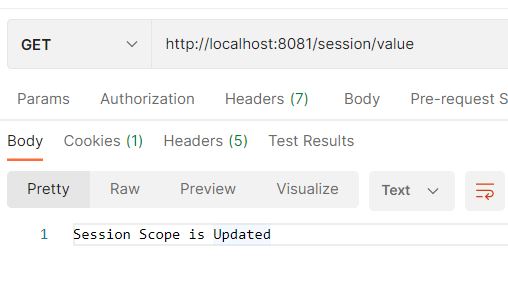 GET http://localhost:8081/session/value
Params Authorization Headers (7) Body Pre-request S
Body Cookies (1) Headers (5) Test Results
Pretty Raw Preview Visualize Text
1 Session Scope is Updated